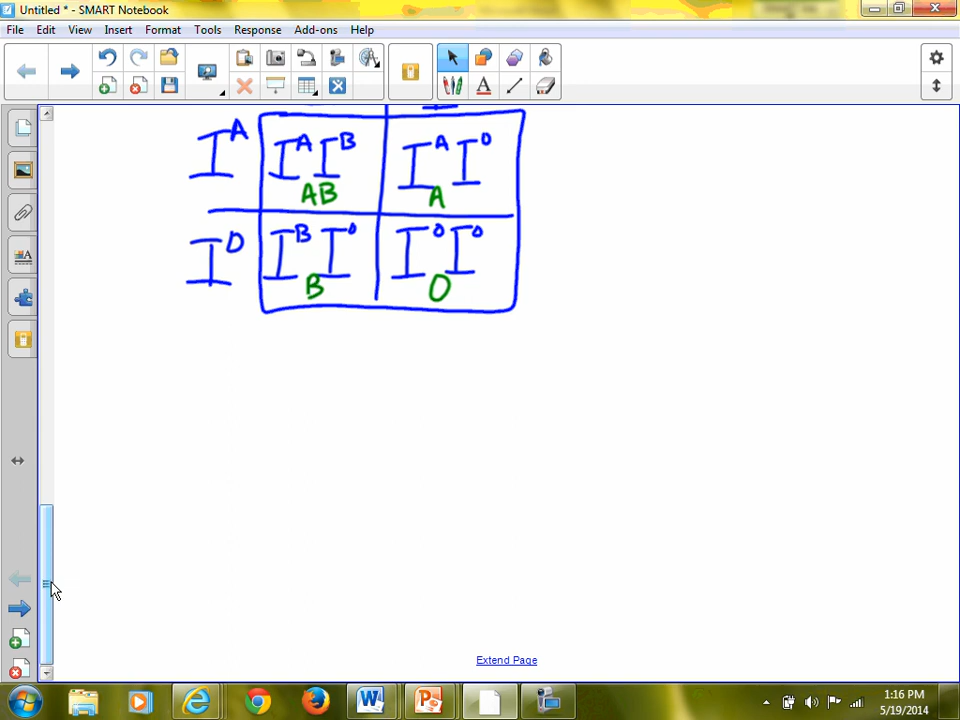 Untitled * - SMART Notebook
File Edit View Insert Format Tools Response Add-ons Help
I^A I^A I^B I^A I^O
AB A
I^O I^B I^O I^O I^O
B O
Extend Page
1:16 PM
5/19/2014